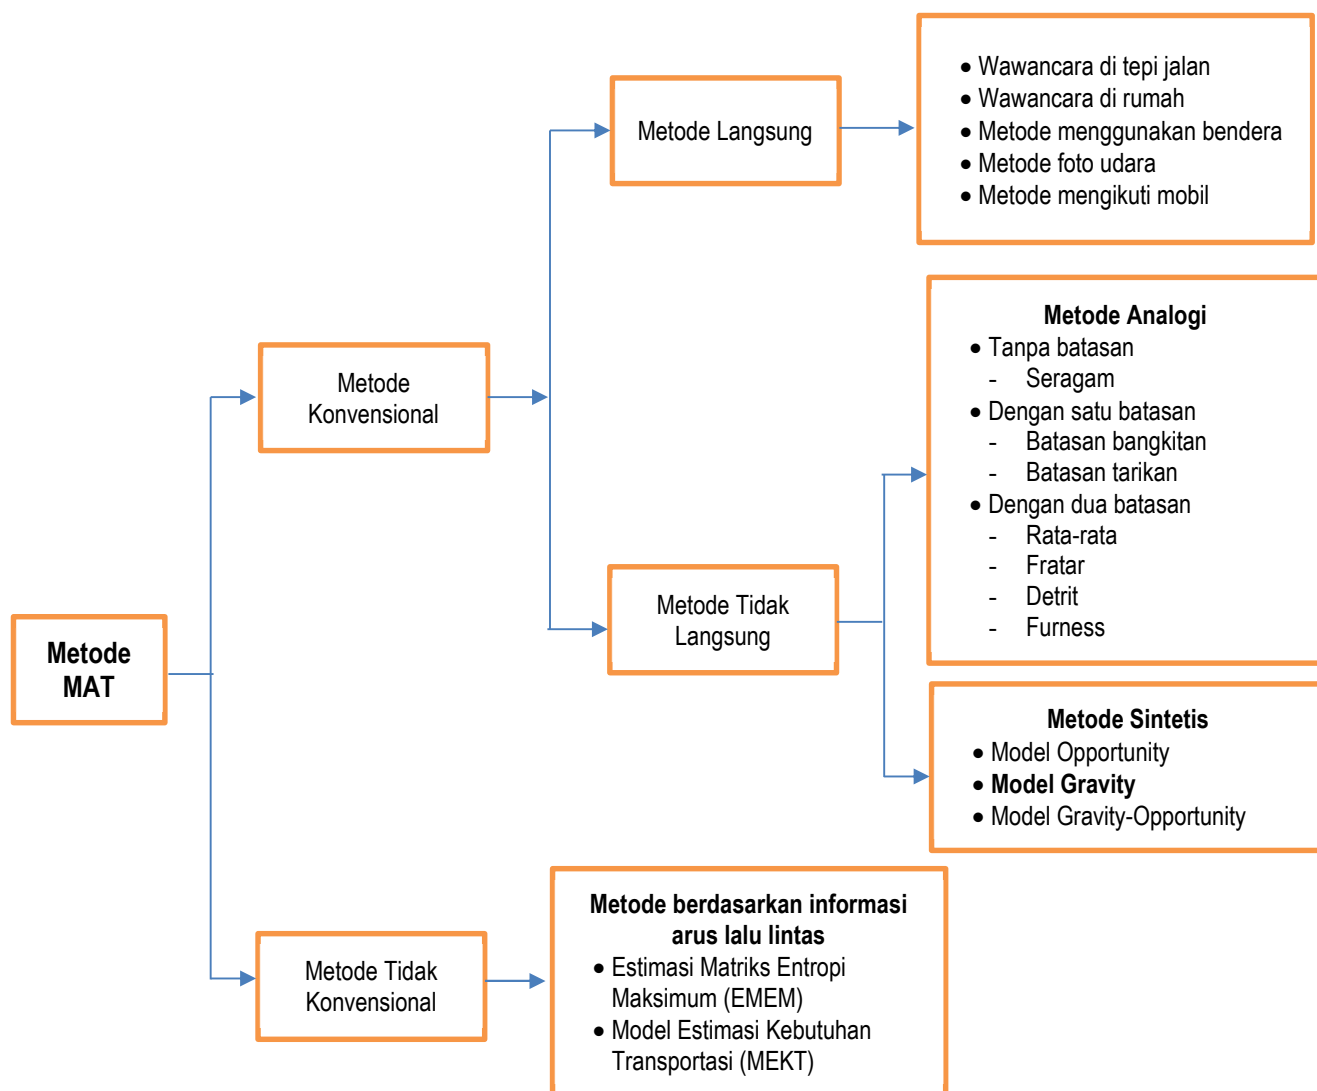 • Wawancara di tepi jalan
• Wawancara di rumah
• Metode menggunakan bendera
• Metode foto udara
• Metode mengikuti mobil
Metode Langsung
Metode Analogi
• Tanpa batasan
- Seragam
• Dengan satu batasan
- Batasan bangkitan
- Batasan tarikan
• Dengan dua batasan
- Rata-rata
- Fratar
- Detrit
- Furness
Metode
Konvensional
Metode Tidak
Langsung
Metode
MAT
Metode Sintetis
• Model Opportunity
• Model Gravity
• Model Gravity-Opportunity
Metode Tidak
Konvensional
Metode berdasarkan informasi
arus lalu lintas
• Estimasi Matriks Entropi
Maksimum (EMEM)
• Model Estimasi Kebutuhan
Transportasi (MEKT)